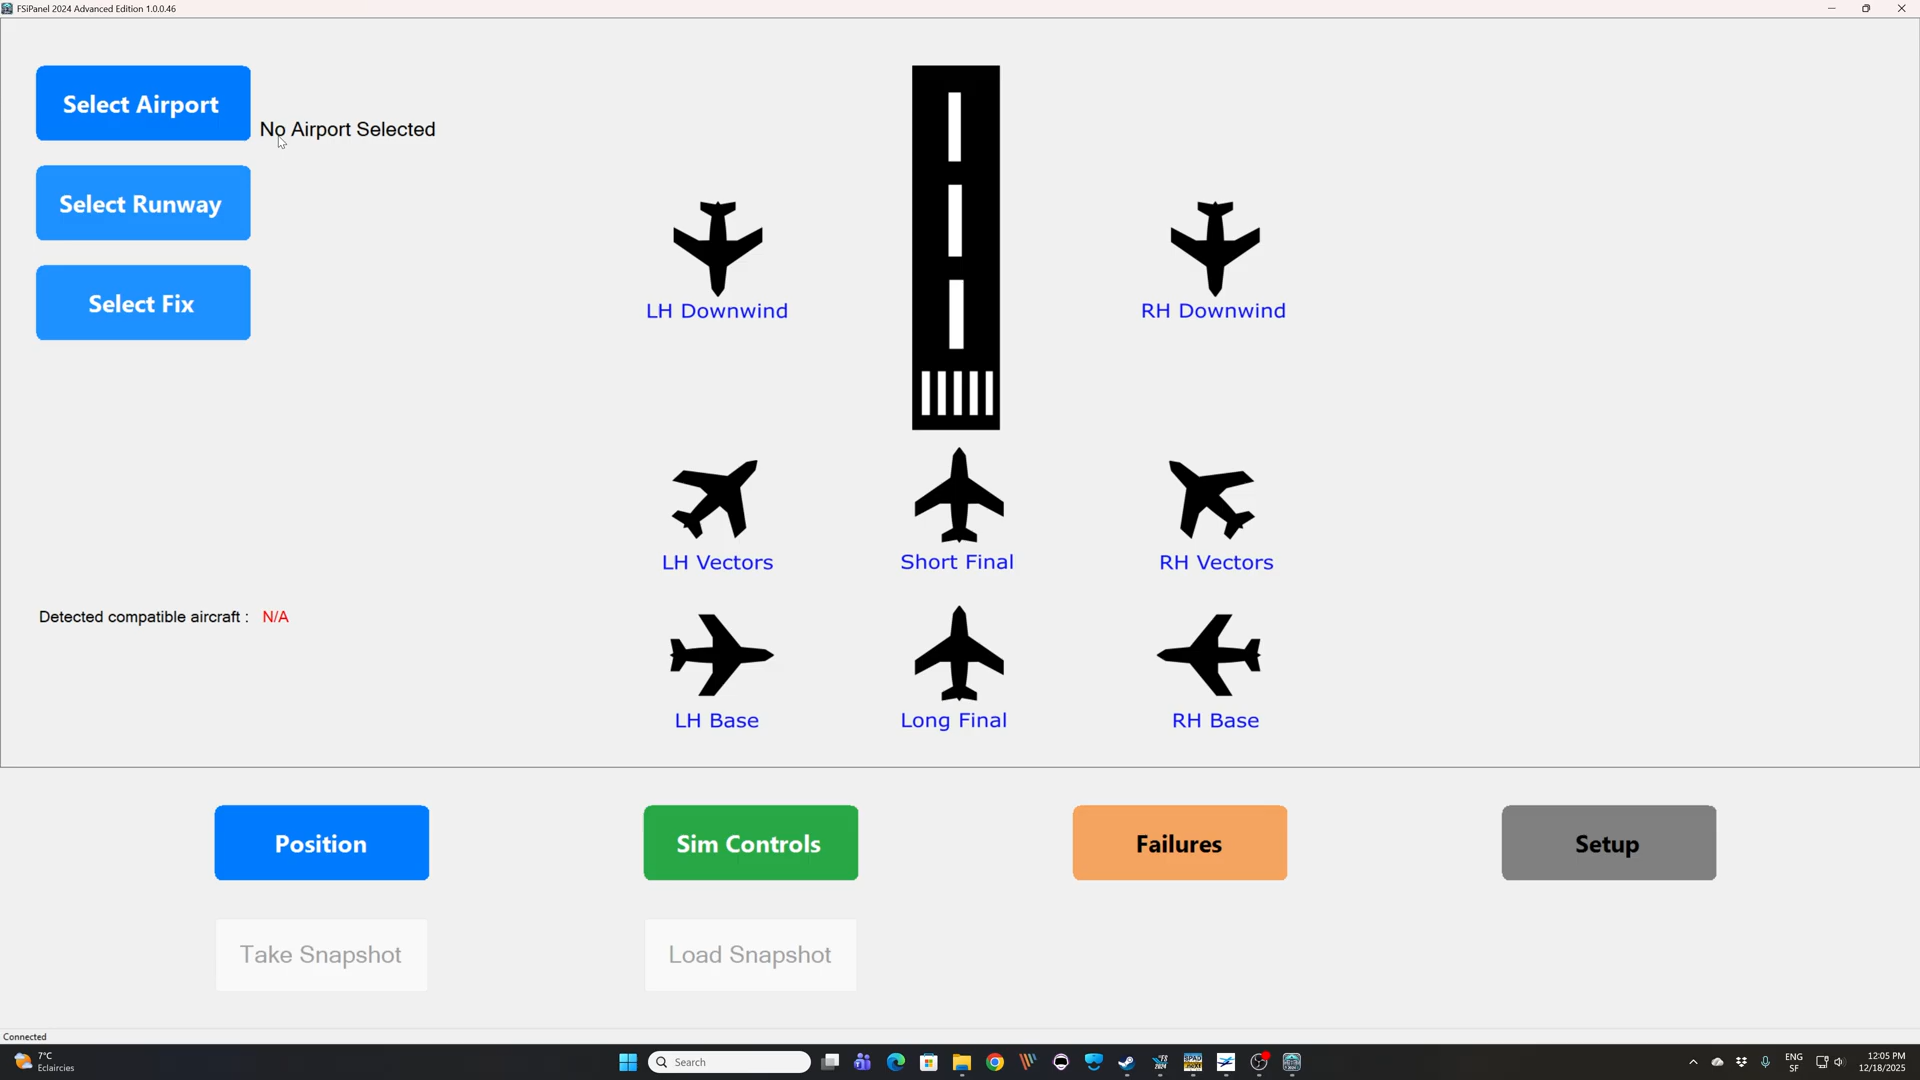 FSiPanel 2024 Advanced Edition 1.0.0.46
Select Airport
No Airport Selected
Select Runway
Select Fix
LH Downwind
RH Downwind
LH Vectors
Short Final
RH Vectors
Detected compatible aircraft : N/A
LH Base
Long Final
RH Base
Position
Sim Controls
Failures
Setup
Take Snapshot
Load Snapshot
Connected
7°C
Eclaircies
Search
ENG
SF
12:05 PM
12/18/2025